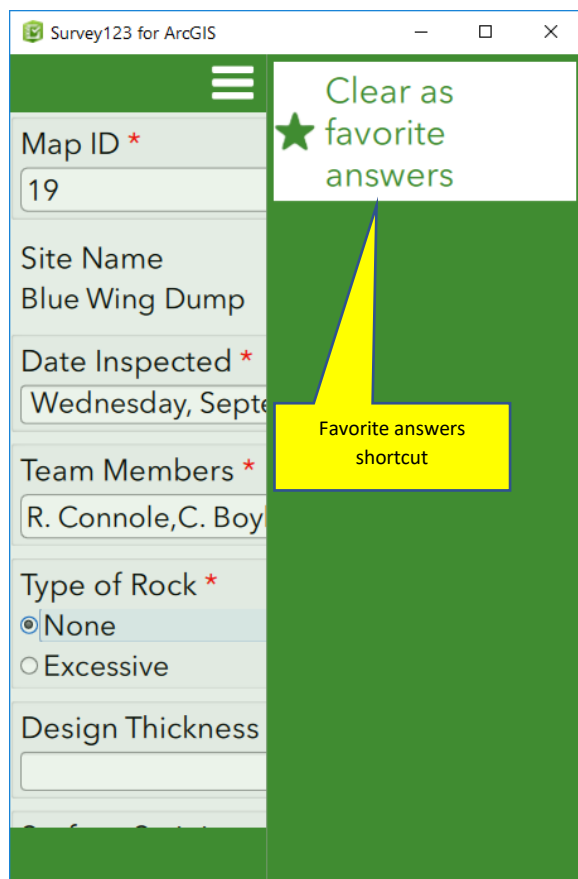 Survey123 for ArcGIS
Map ID *
19
Site Name
Blue Wing Dump
Date Inspected *
Wednesday, Septe
Team Members *
R. Connole,C. Boyl
Type of Rock *
None
Excessive
Design Thickness
Clear as
favorite
answers
Favorite answers
shortcut